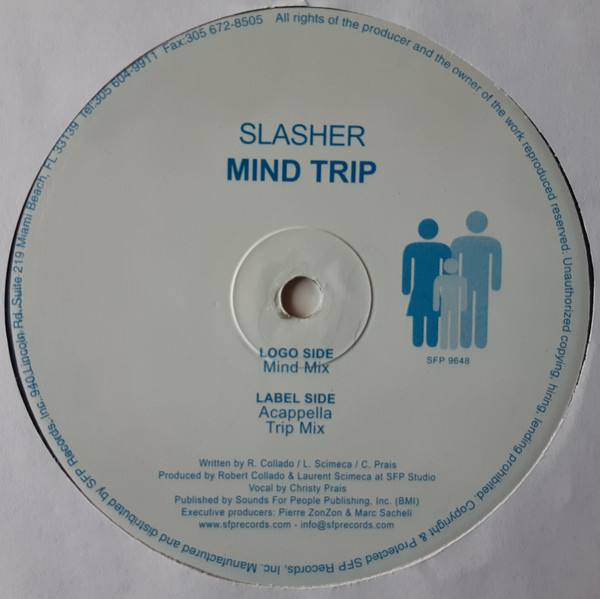 SLASHER
MIND TRIP
SFP 9648
LOGO SIDE
Mind Mix
LABEL SIDE
Acappella
Trip Mix
Written by R. Collado / L. Scimeca / C. Prais
Produced by Robert Collado & Laurent Scimeca at SFP Studio
Vocal by Christy Prais
Published by Sounds For People Publishing, Inc. (BMI)
Executive producers: Pierre ZonZon & Marc Sacheli
www.sfprecords.com - info@sfprecords.com
All rights of the producer and the owner of the work reproduced reserved. Unauthorized copying, hiring, lending prohibited. Copyright & Protected SFP Records, Inc. Manufactured and distributed by SFP Records, Inc. 940 Lincoln Rd. Suite 219 Miami Beach, FL 33139 Tel:305 604-9911 Fax:305 672-8505